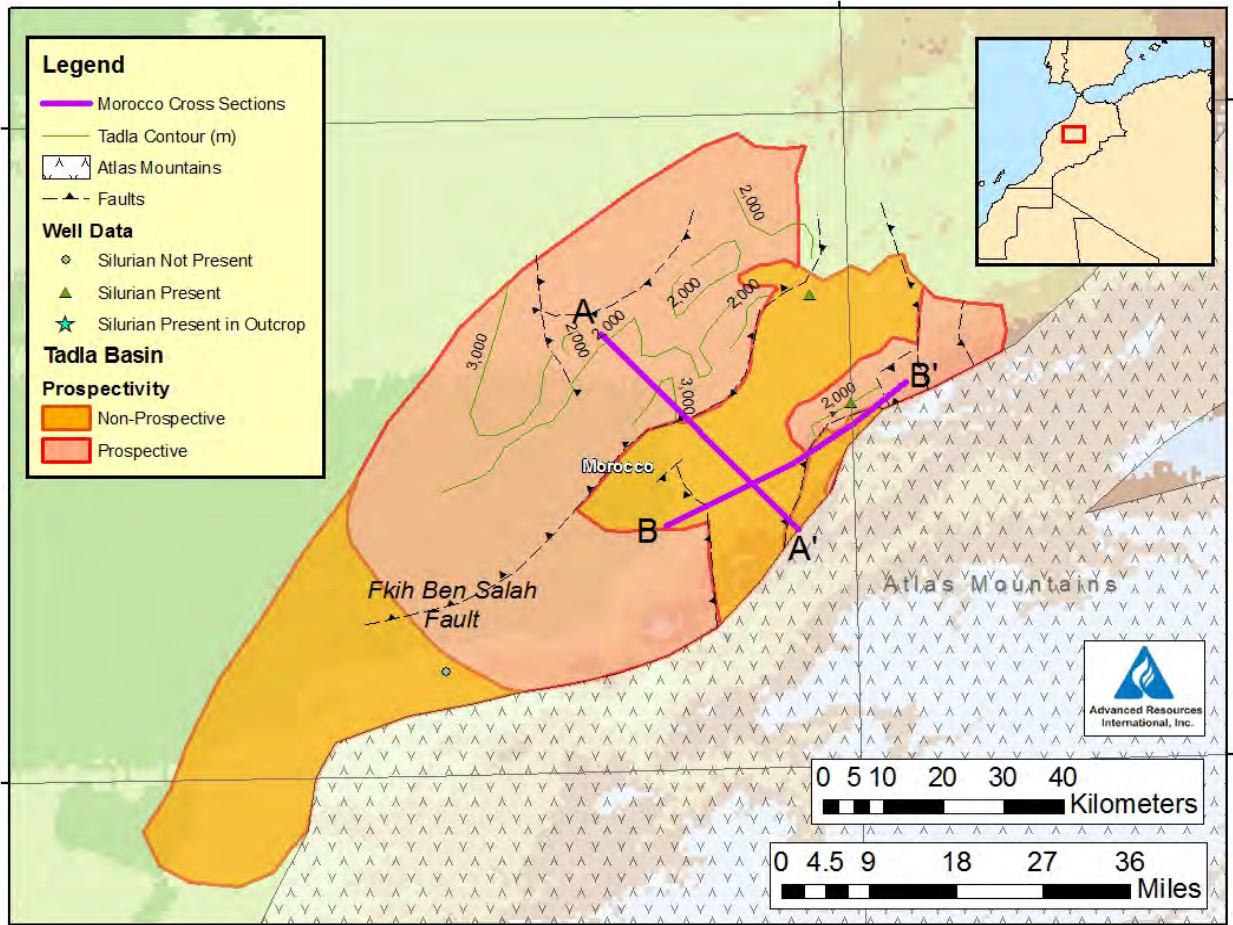 Legend
Morocco Cross Sections
Tadla Contour (m)
Atlas Mountains
Faults
Well Data
Silurian Not Present
Silurian Present
Silurian Present in Outcrop
Tadla Basin
Prospectivity
Non-Prospective
Prospective
2,000
2,000
2,000
A
2,000
2,000
3,000
3,000
B'
2,000
Morocco
B
A'
Fkih Ben Salah
Fault
Atlas Mountains
Advanced Resources
International, Inc.
0 5 10 20 30 40
Kilometers
0 4.5 9 18 27 36
Miles